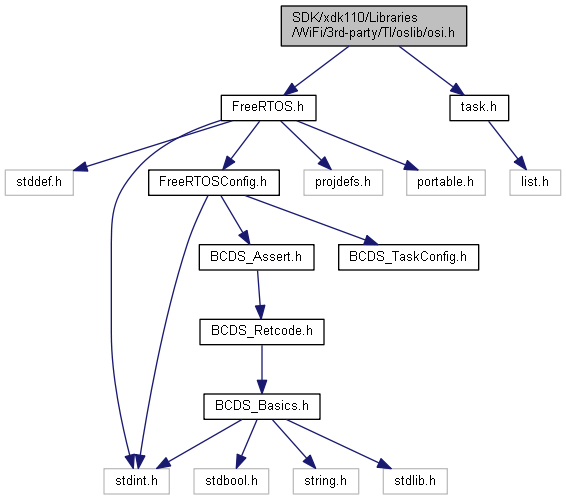 SDK/xdk110/Libraries
/WiFi/3rd-party/TI/oslib/osi.h
FreeRTOS.h
task.h
stddef.h
FreeRTOSConfig.h
projdefs.h
portable.h
list.h
BCDS_Assert.h
BCDS_TaskConfig.h
BCDS_Retcode.h
BCDS_Basics.h
stdint.h
stdbool.h
string.h
stdlib.h